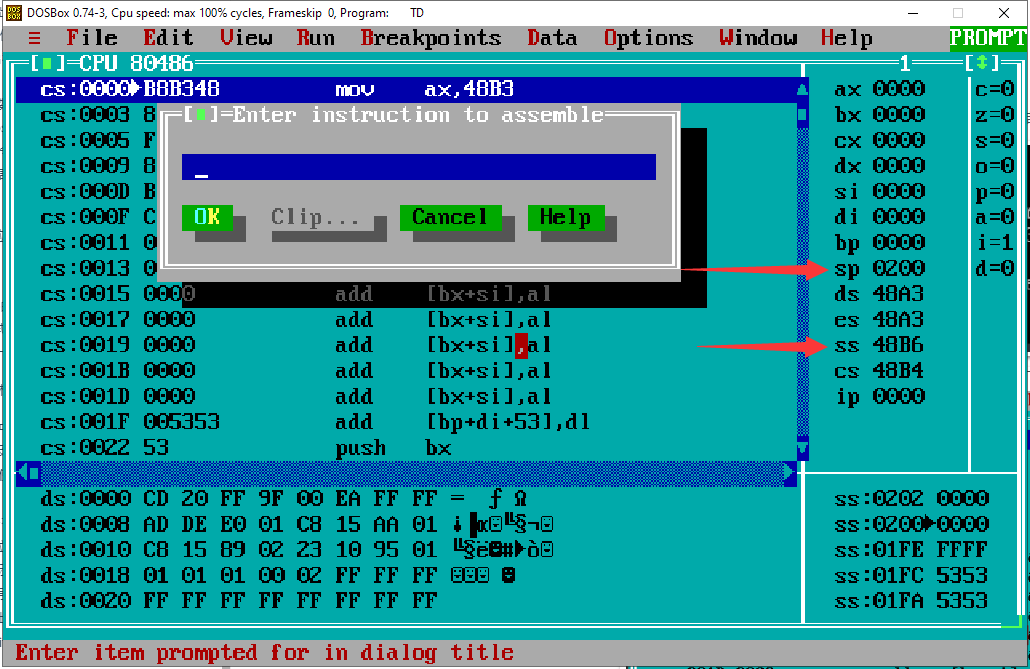 DOSBox 0.74-3, Cpu speed: max 100% cycles, Frameskip 0, Program: TD
≡ File Edit View Run Breakpoints Data Options Window Help PROMPT
[■]=CPU 80486 1 [↕]
cs:0000►B8B348 mov ax,48B3 ax 0000 c=0
cs:0003 8 bx 0000 z=0
[■]=Enter instruction to assemble
cs:0005 F cx 0000 s=0
cs:0009 8 dx 0000 o=0
cs:000D B si 0000 p=0
cs:000F C OK Clip... Cancel Help di 0000 a=0
cs:0011 0 bp 0000 i=1
cs:0013 0 sp 0200 d=0
cs:0015 0000 add [bx+si],al ds 48A3
cs:0017 0000 add [bx+si],al es 48A3
cs:0019 0000 add [bx+si],al ss 48B6
cs:001B 0000 add [bx+si],al cs 48B4
cs:001D 0000 add [bx+si],al ip 0000
cs:001F 005353 add [bp+di+53],dl
cs:0022 53 push bx
ds:0000 CD 20 FF 9F 00 EA FF FF = ƒ Ω ss:0202 0000
ds:0008 AD DE E0 01 C8 15 AA 01 ¡▐α☺╚§¬☺ ss:0200►0000
ds:0010 C8 15 89 02 23 10 95 01 ╚§ë☻#►ò☺ ss:01FE FFFF
ds:0018 01 01 01 00 02 FF FF FF ☺☺☺ ☻ ss:01FC 5353
ds:0020 FF FF FF FF FF FF FF FF ss:01FA 5353
Enter item prompted for in dialog title